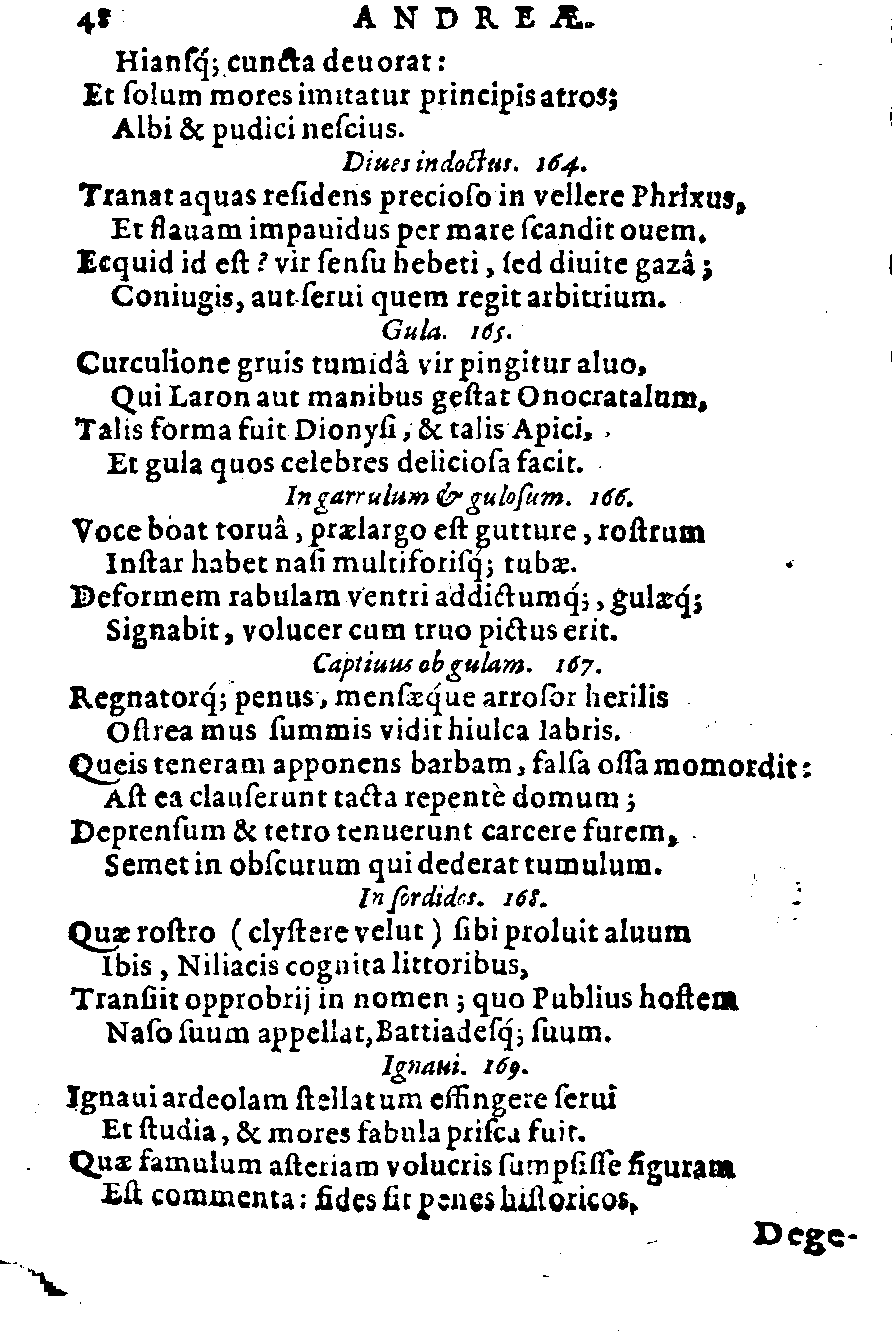 48 ANDREÆ.
Hianſq́; cuncta deuorat:
Et ſolum mores imitatur principis atros;
Albi & pudici neſcius.
Diues indoctus. 164.
Tranat aquas reſidens precioſo in vellere Phrixus,
Et flauam impauidus per mare ſcandit ouem.
Ecquid id eſt? vir ſenſu hebeti, ſed diuite gazâ;
Coniugis, aut ſerui quem regit arbitrium.
Gula. 165.
Curculione gruis tumidâ vir pingitur aluo,
Qui Laron aut manibus geſtat Onocratalum,
Talis forma fuit Dionyſi, & talis Apici,
Et gula quos celebres delicioſa facit.
In garrulum & guloſum. 166.
Voce boat toruâ, prælargo eſt gutture, roſtrum
Inſtar habet naſi multiforiſq́; tubæ.
Deformem rabulam ventri addictumq́;, gulæq́;
Signabit, volucer cum truo pictus erit.
Captiuus ob gulam. 167.
Regnatorq́; penus, menſæq́ue arroſor herilis
Oſtrea mus ſummis vidit hiulca labris.
Queis teneram apponens barbam, falſa oſſa momordit:
Aſt ea clauſerunt tacta repentè domum;
Deprenſum & tetro tenuerunt carcere furem,
Semet in obſcurum qui dederat tumulum.
In ſordidos. 168.
Quæ roſtro (clyſtere velut) ſibi proluit aluum
Ibis, Niliacis cognita littoribus,
Tranſiit opprobrij in nomen; quo Publius hoſtem
Naſo ſuum appellat, Battiadeſq́; ſuum.
Ignaui. 169.
Ignaui ardeolam ſtellatum effingere ſerui
Et ſtudia, & mores fabula priſca fuit.
Quæ famulum aſteriam volucris ſumpſiſſe figuram
Eſt commenta: fides ſit penes hiſtoricos,
Dege-